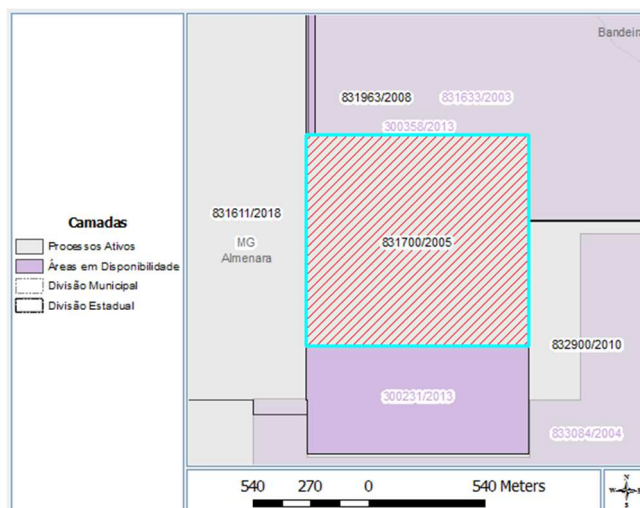 Camadas
Processos Ativos
Áreas em Disponibilidade
Divisão Municipal
Divisão Estadual
831963/2008
831633/2003
300358/2013
831611/2018
MG
Almenara
831700/2005
832900/2010
300231/2013
833084/2004
540 270 0 540 Meters
N
W
E
S